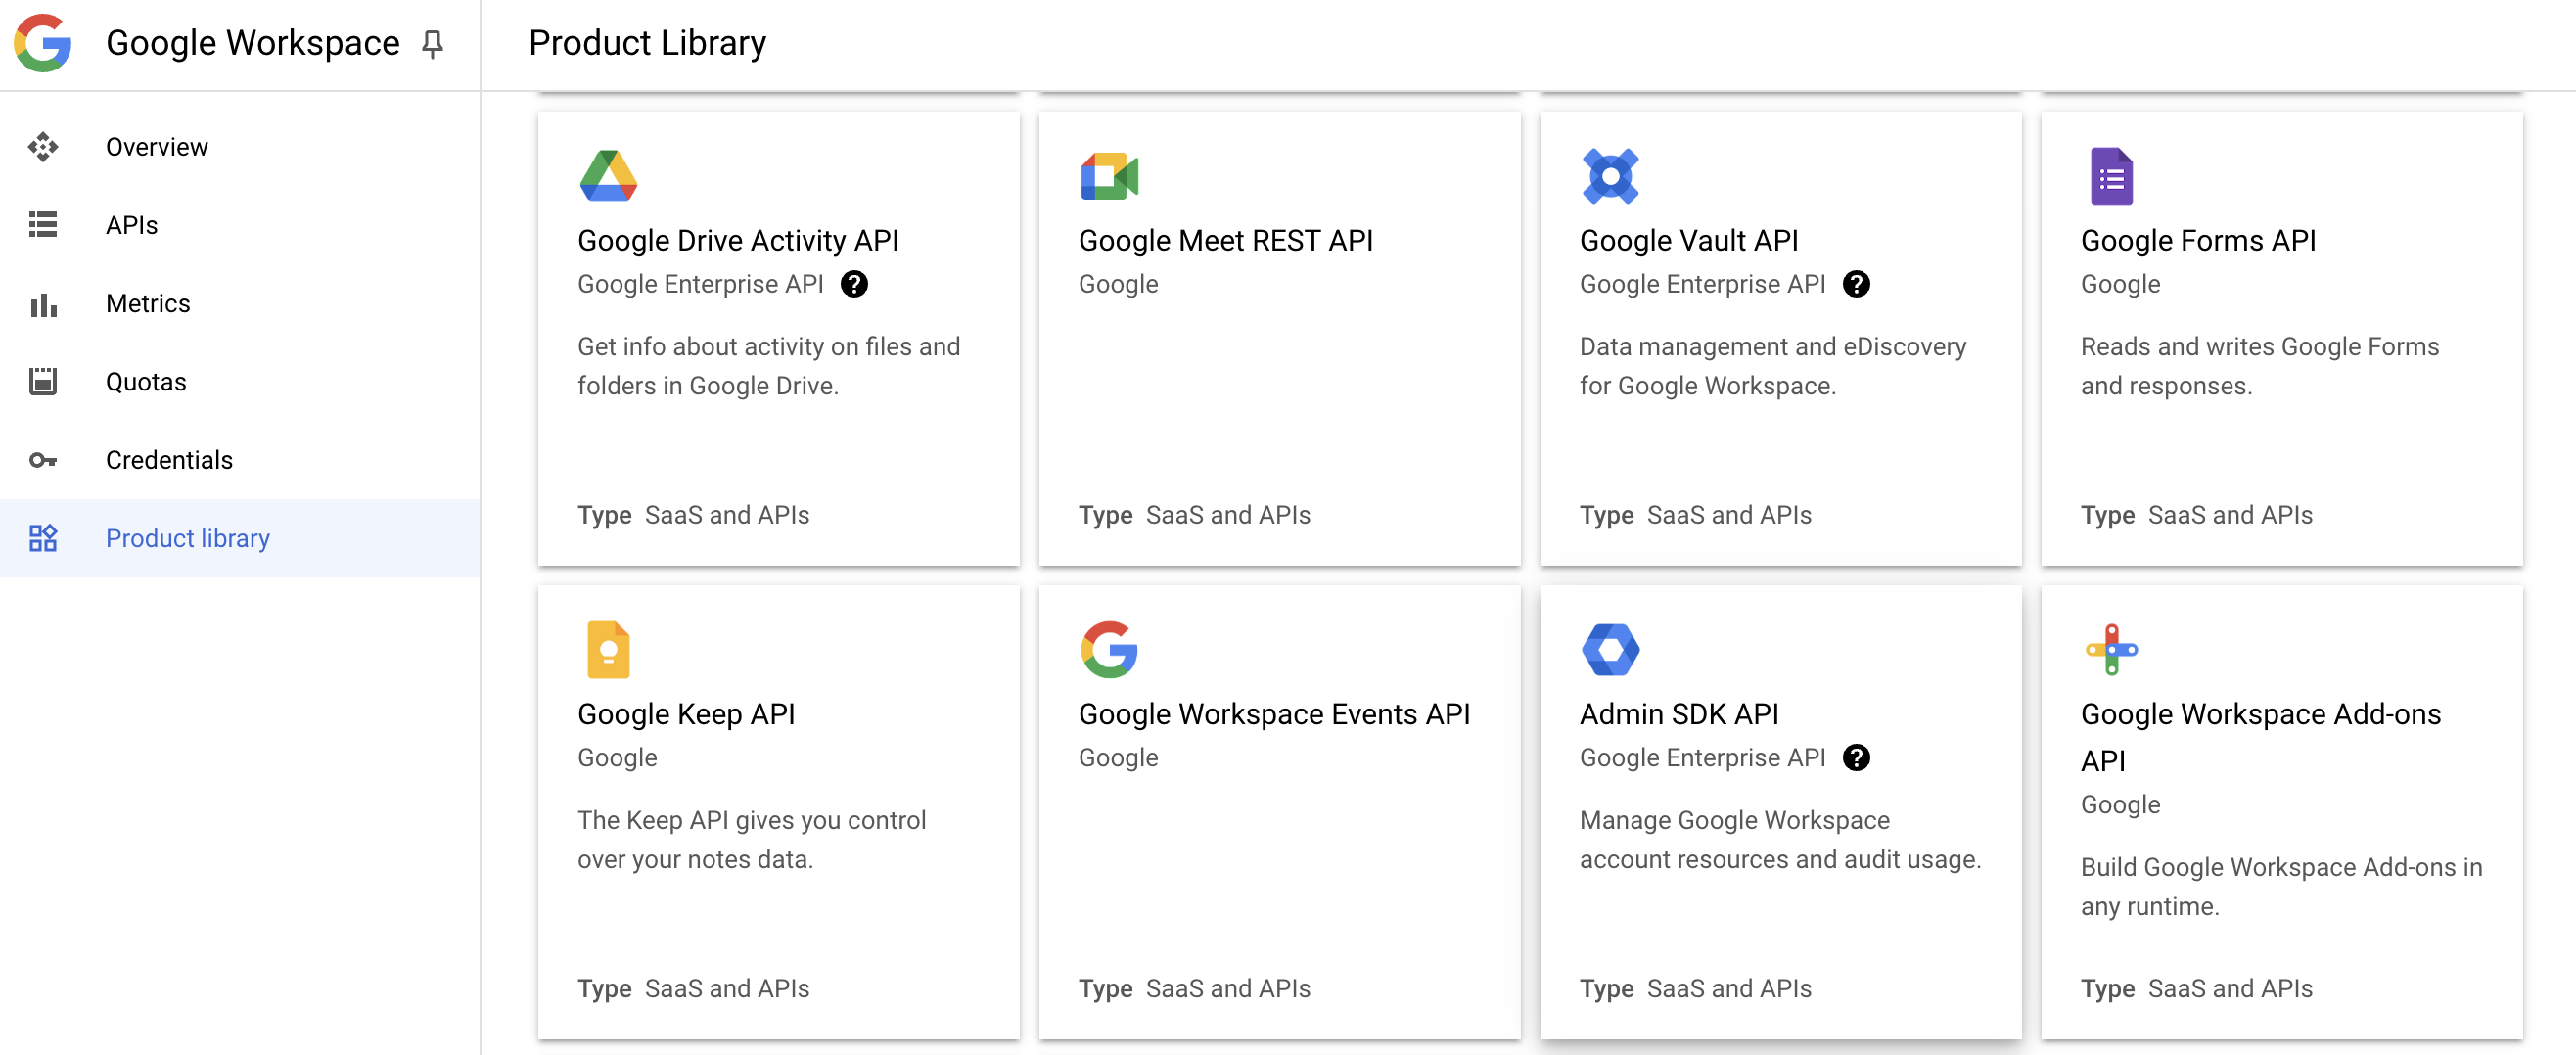 Google Workspace
Product Library
Overview
APIs
Metrics
Quotas
Credentials
Product library
Google Drive Activity API
Google Enterprise API
Get info about activity on files and
folders in Google Drive.
Type SaaS and APIs
Google Meet REST API
Google
Type SaaS and APIs
Google Vault API
Google Enterprise API
Data management and eDiscovery
for Google Workspace.
Type SaaS and APIs
Google Forms API
Google
Reads and writes Google Forms
and responses.
Type SaaS and APIs
Google Keep API
Google
The Keep API gives you control
over your notes data.
Type SaaS and APIs
Google Workspace Events API
Google
Type SaaS and APIs
Admin SDK API
Google Enterprise API
Manage Google Workspace
account resources and audit usage.
Type SaaS and APIs
Google Workspace Add-ons
API
Google
Build Google Workspace Add-ons in
any runtime.
Type SaaS and APIs